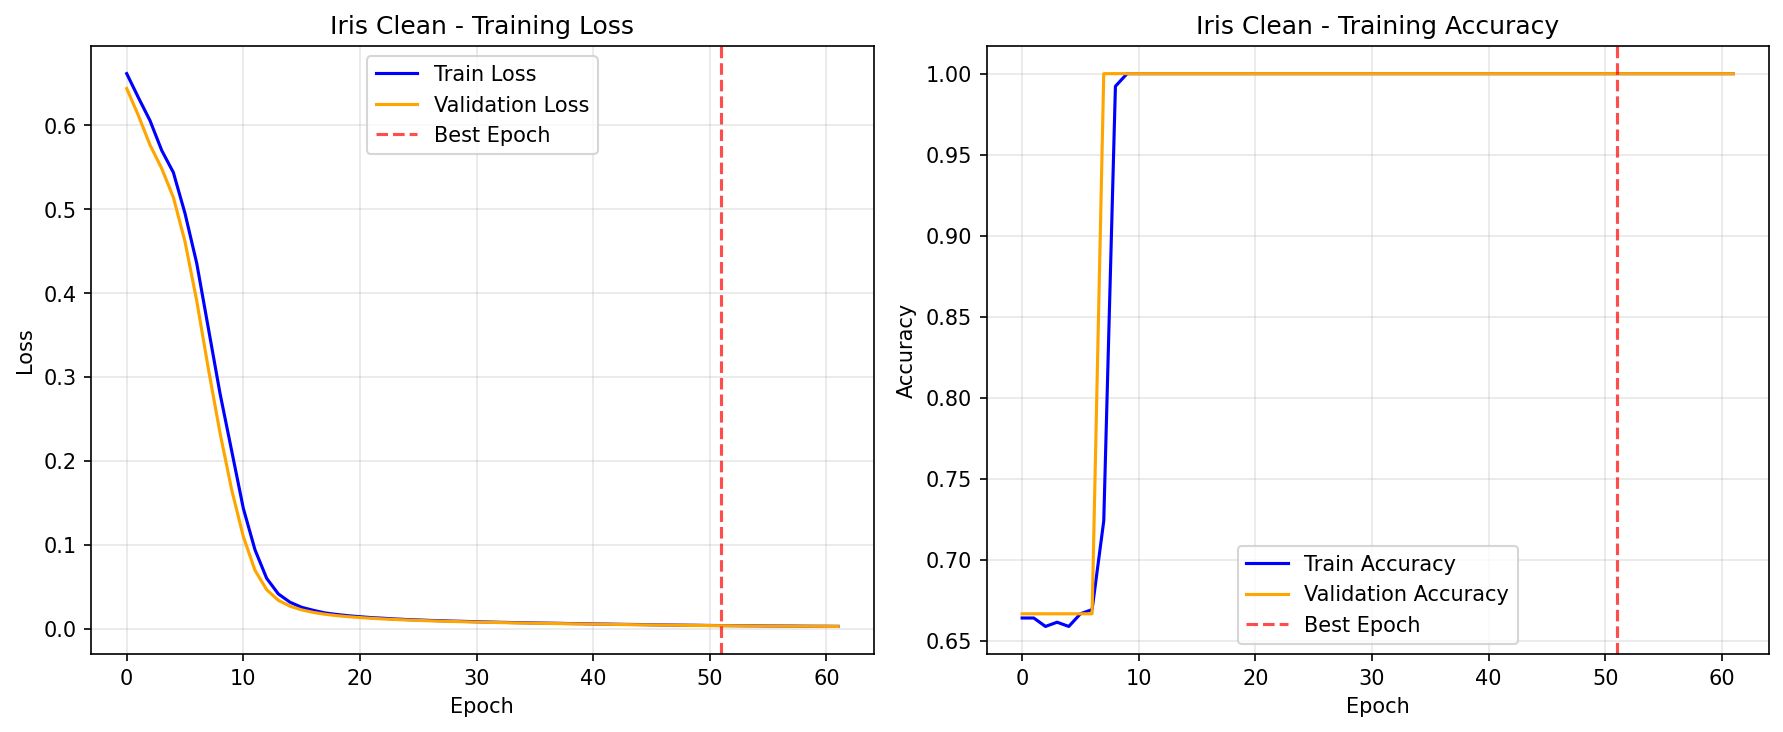 Iris Clean - Training Loss
Train Loss
Validation Loss
Best Epoch
0.6
0.5
0.4
0.3
0.2
0.1
0.0
Loss
0 10 20 30 40 50 60
Epoch
Iris Clean - Training Accuracy
1.00
0.95
0.90
0.85
0.80
0.75
0.70
0.65
Accuracy
Train Accuracy
Validation Accuracy
Best Epoch
0 10 20 30 40 50 60
Epoch